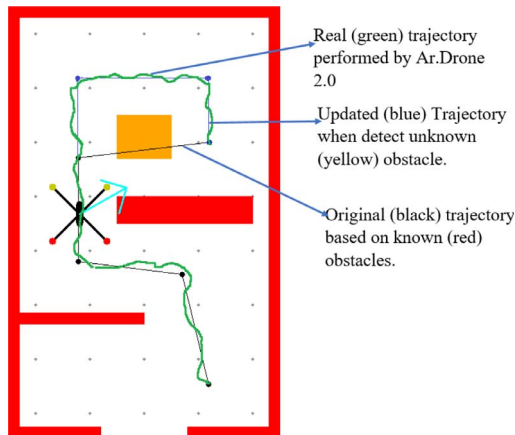 Real (green) trajectory
performed by Ar.Drone
2.0
Updated (blue) Trajectory
when detect unknown
(yellow) obstacle.
Original (black) trajectory
based on known (red)
obstacles.